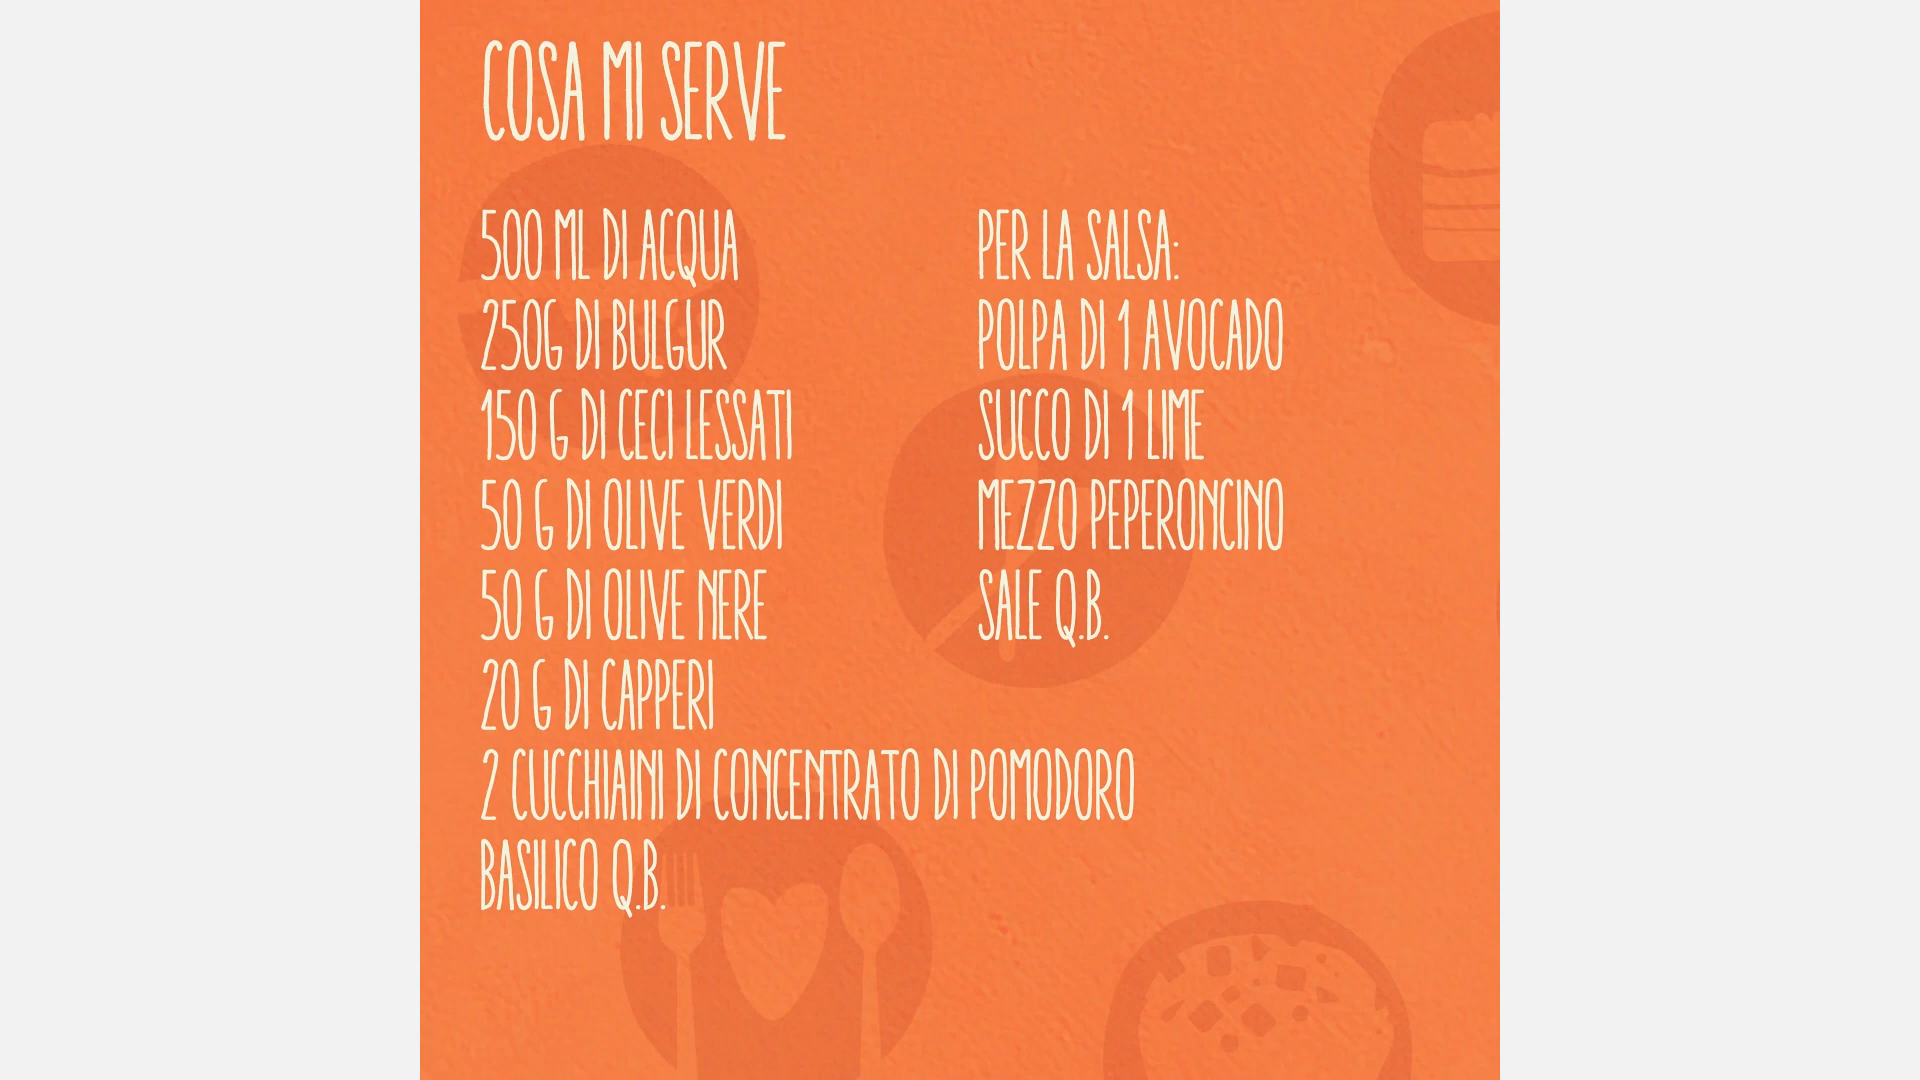 COSA MI SERVE
500 ML DI ACQUA
250G DI BULGUR
150 G DI CECI LESSATI
50 G DI OLIVE VERDI
50 G DI OLIVE NERE
20 G DI CAPPERI
2 CUCCHIAINI DI CONCENTRATO DI POMODORO
BASILICO Q.B.
PER LA SALSA:
POLPA DI 1 AVOCADO
SUCCO DI 1 LIME
MEZZO PEPERONCINO
SALE Q.B.